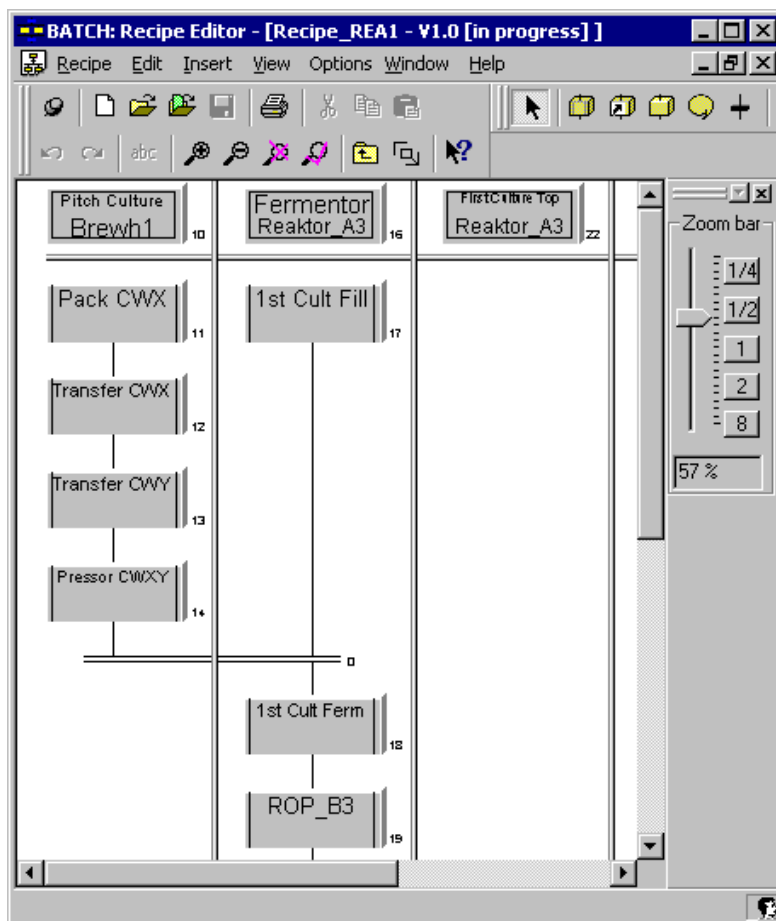 BATCH: Recipe Editor - [Recipe_REA1 - V1.0 [in progress] ]
Recipe Edit Insert View Options Window Help
abc
Pitch Culture
Brewh1
10
Fermentor
Reaktor_A3
16
FirstCulture Top
Reaktor_A3
22
Zoom bar
1/4
1/2
1
2
8
57 %
Pack CWX
11
1st Cult Fill
17
Transfer CWX
12
Transfer CWY
13
Pressor CWXY
14
0
1st Cult Ferm
18
ROP_B3
19